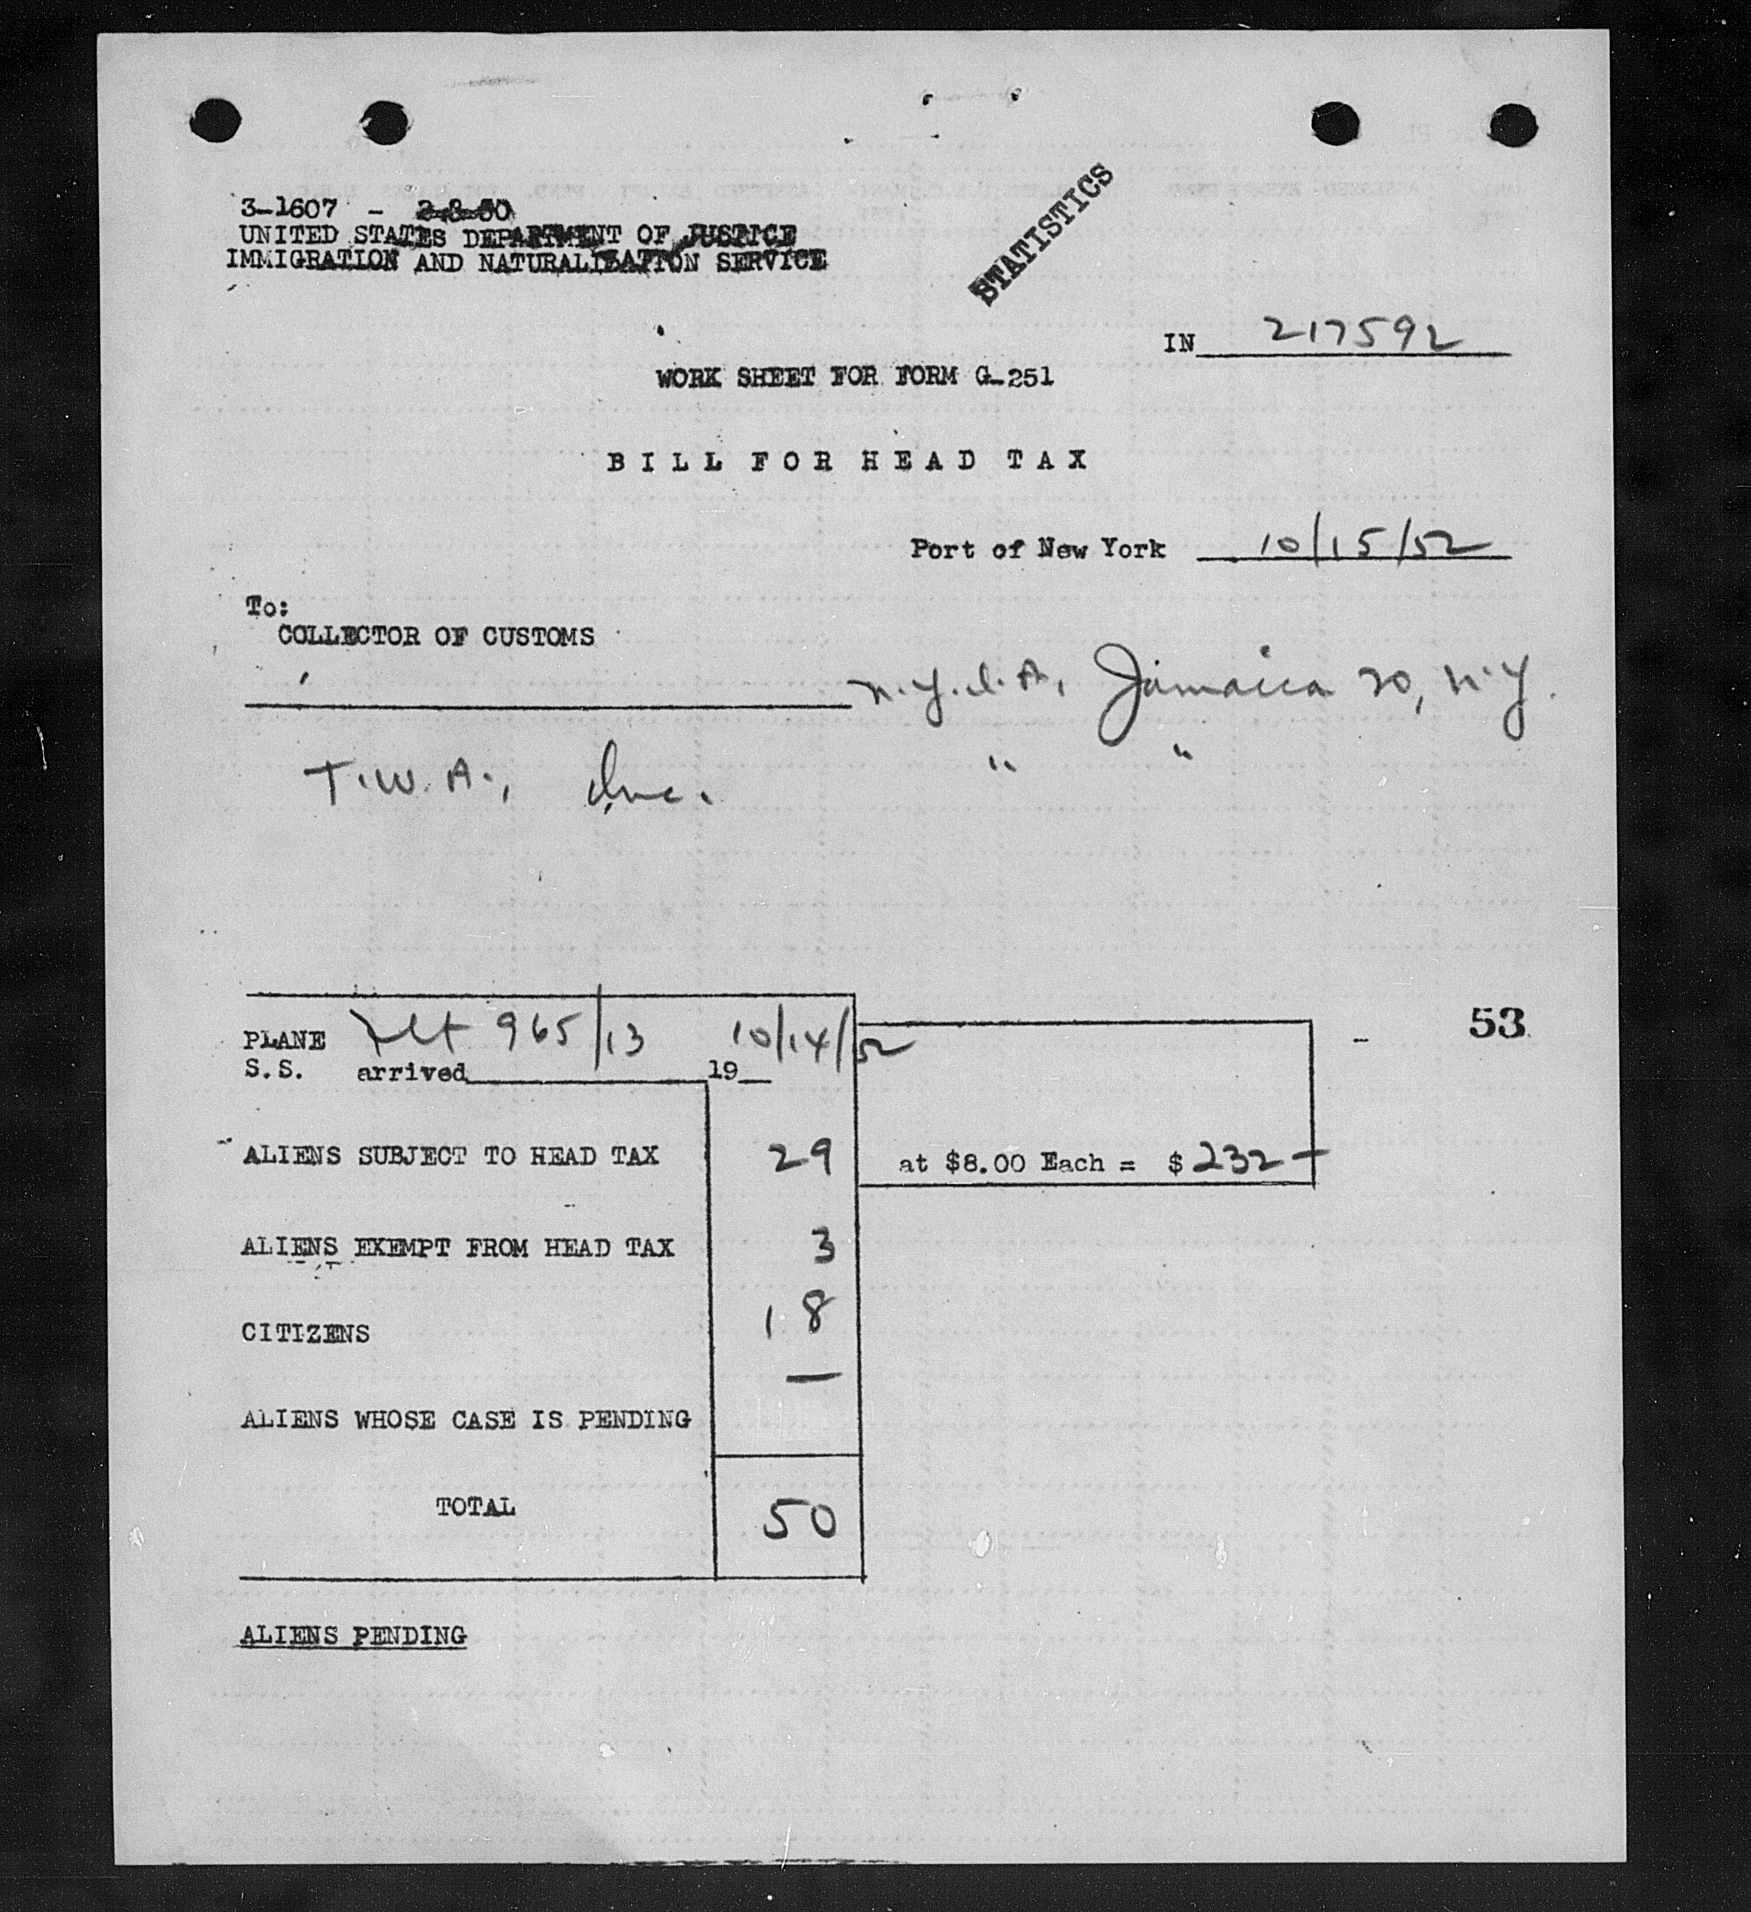 3-1607 - 2-8-50
UNITED STATES DEPARTMENT OF JUSTICE
IMMIGRATION AND NATURALIZATION SERVICE
STATISTICS
IN 217592
WORK SHEET FOR FORM G-251
BILL FOR HEAD TAX
Port of New York 10/15/52
To:
COLLECTOR OF CUSTOMS
N.Y.I.A., Jamaica 20, N.Y.
T.W.A., Inc. " "
53
PLANE Flt 965/13 10/14/52
S.S. arrived 19
ALIENS SUBJECT TO HEAD TAX 29 at $8.00 Each = $232-
ALIENS EXEMPT FROM HEAD TAX 3
CITIZENS 18
ALIENS WHOSE CASE IS PENDING —
TOTAL 50
ALIENS PENDING